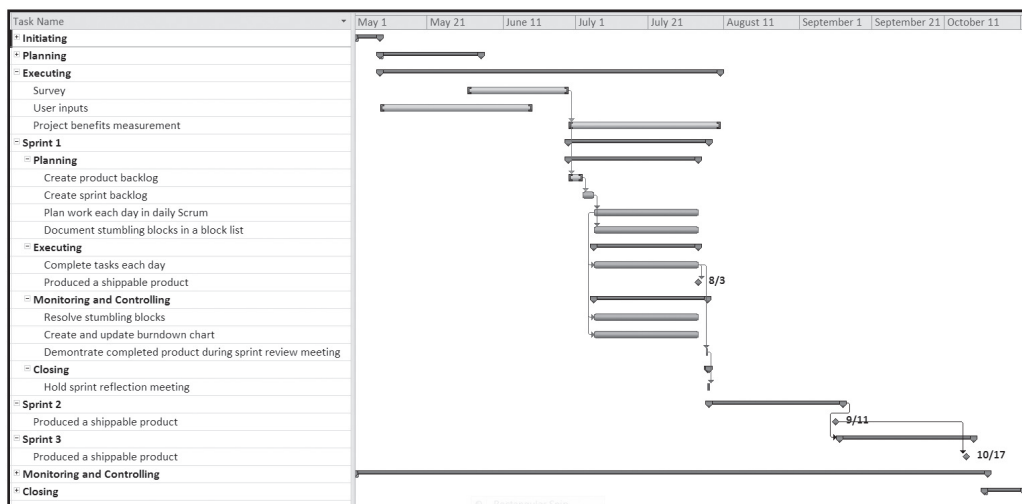 Task Name May 1 May 21 June 11 July 1 July 21 August 11 September 1 September 21 October 11
Initiating
Planning
Executing
Survey
User inputs
Project benefits measurement
Sprint 1
Planning
Create product backlog
Create sprint backlog
Plan work each day in daily Scrum
Document stumbling blocks in a block list
Executing
Complete tasks each day
Produced a shippable product 8/3
Monitoring and Controlling
Resolve stumbling blocks
Create and update burndown chart
Demontrate completed product during sprint review meeting
Closing
Hold sprint reflection meeting
Sprint 2
Produced a shippable product 9/11
Sprint 3
Produced a shippable product 10/17
Monitoring and Controlling
Closing